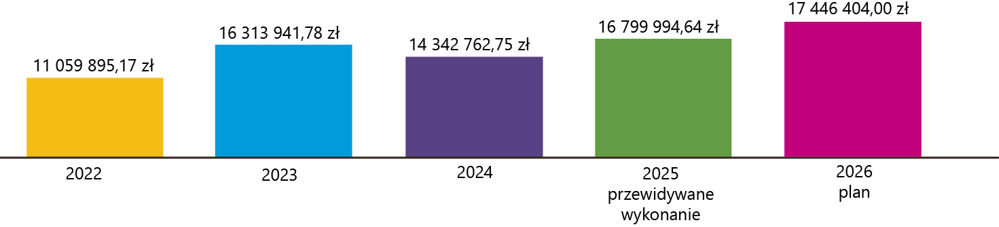 11 059 895,17 zł
16 313 941,78 zł
14 342 762,75 zł
16 799 994,64 zł
17 446 404,00 zł
2022
2023
2024
2025
przewidywane
wykonanie
2026
plan